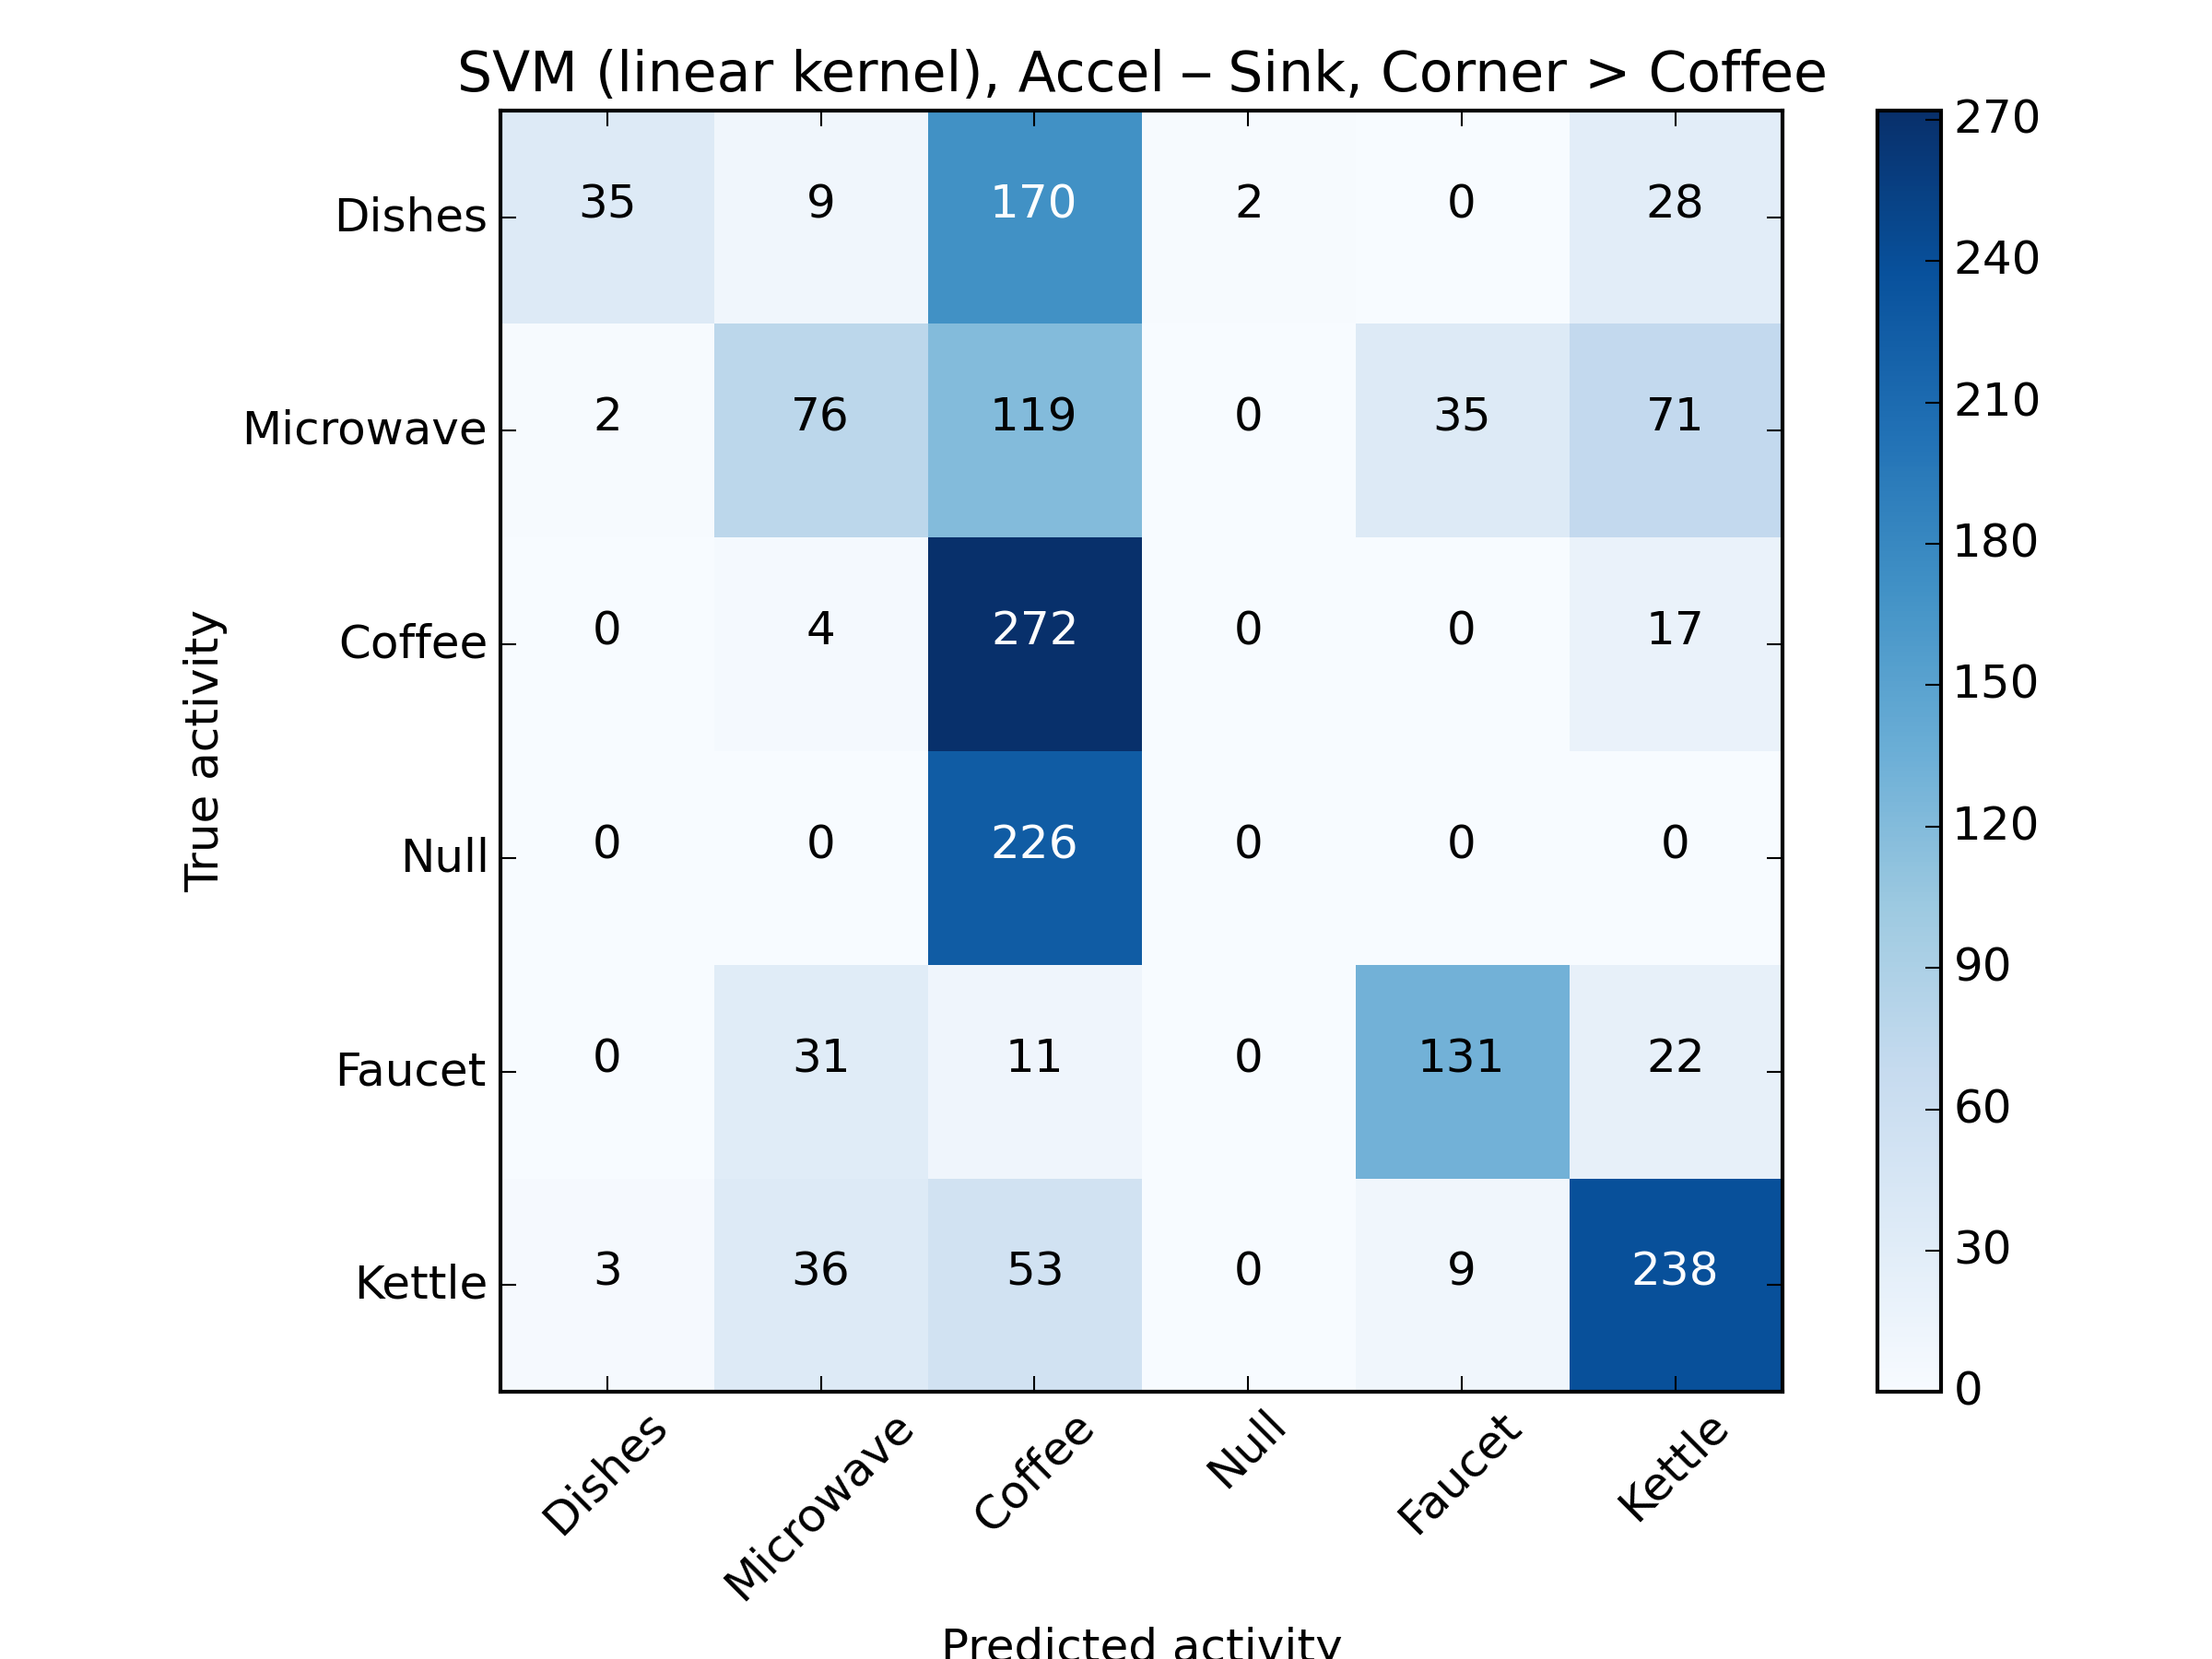 SVM (linear kernel), Accel – Sink, Corner > Coffee
Dishes 35 9 170 2 0 28
Microwave 2 76 119 0 35 71
Coffee 0 4 272 0 0 17
Null 0 0 226 0 0 0
Faucet 0 31 11 0 131 22
Kettle 3 36 53 0 9 238
True activity
Dishes Microwave Coffee Null Faucet Kettle
Predicted activity
270
240
210
180
150
120
90
60
30
0